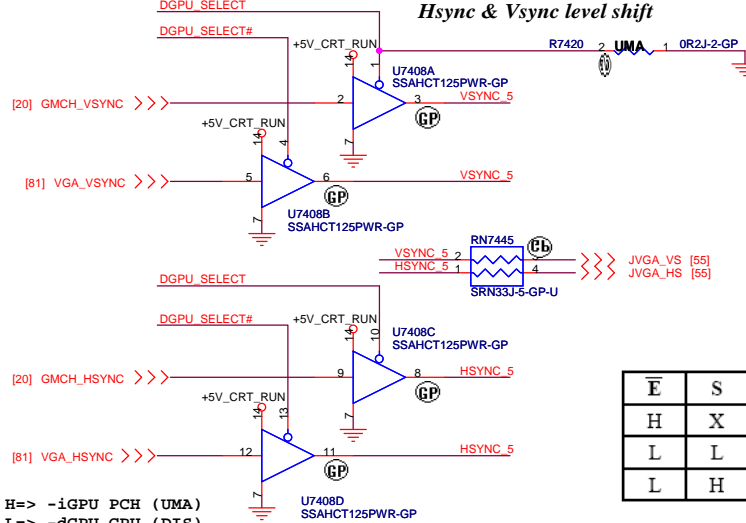 DGPU_SELECT
Hsync & Vsync level shift
DGPU_SELECT#
+5V_CRT_RUN
R7420 2 UMA 1 0R2J-2-GP
14
1
U7408A
SSAHCT125PWR-GP
[20] GMCH_VSYNC
2
3
VSYNC_5
GP
+5V_CRT_RUN
14
4
7
[81] VGA_VSYNC
5
6
VSYNC_5
GP
7
U7408B
SSAHCT125PWR-GP
RN7445
VSYNC_5 2
JVGA_VS [55]
HSYNC_5 1
4
JVGA_HS [55]
SRN33J-5-GP-U
DGPU_SELECT
DGPU_SELECT#
+5V_CRT_RUN
14
10
U7408C
SSAHCT125PWR-GP
[20] GMCH_HSYNC
9
8
HSYNC_5
GP
+5V_CRT_RUN
14
13
7
[81] VGA_HSYNC
12
11
HSYNC_5
GP
7
U7408D
SSAHCT125PWR-GP
E S
H X
L L
L H
H=> -iGPU PCH (UMA)
L=> -dGPU GPU (DIS)